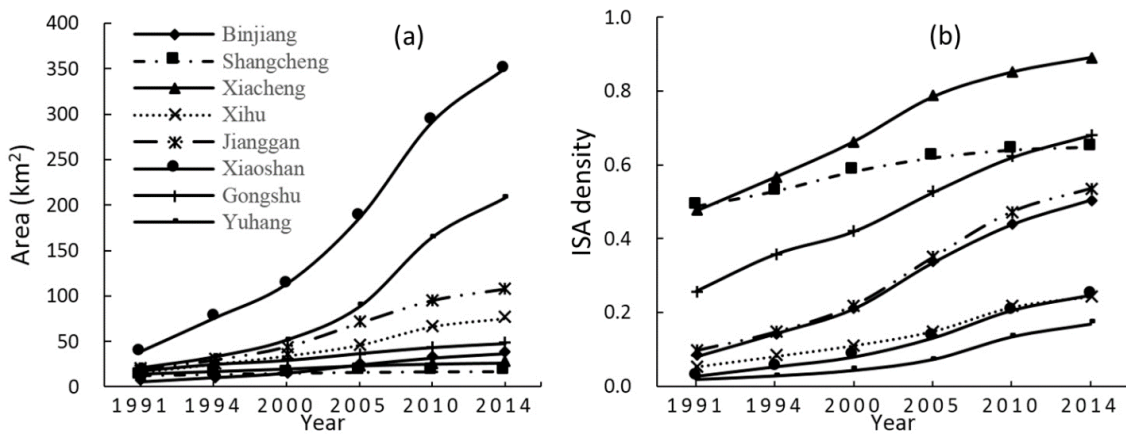 400
350
300
250
200
150
100
50
0
Area (km²)
(a)
Binjiang
Shangcheng
Xiacheng
Xihu
Jianggan
Xiaoshan
Gongshu
Yuhang
1991 1994 2000 2005 2010 2014
Year
1.0
0.8
0.6
0.4
0.2
0.0
ISA density
(b)
1991 1994 2000 2005 2010 2014
Year